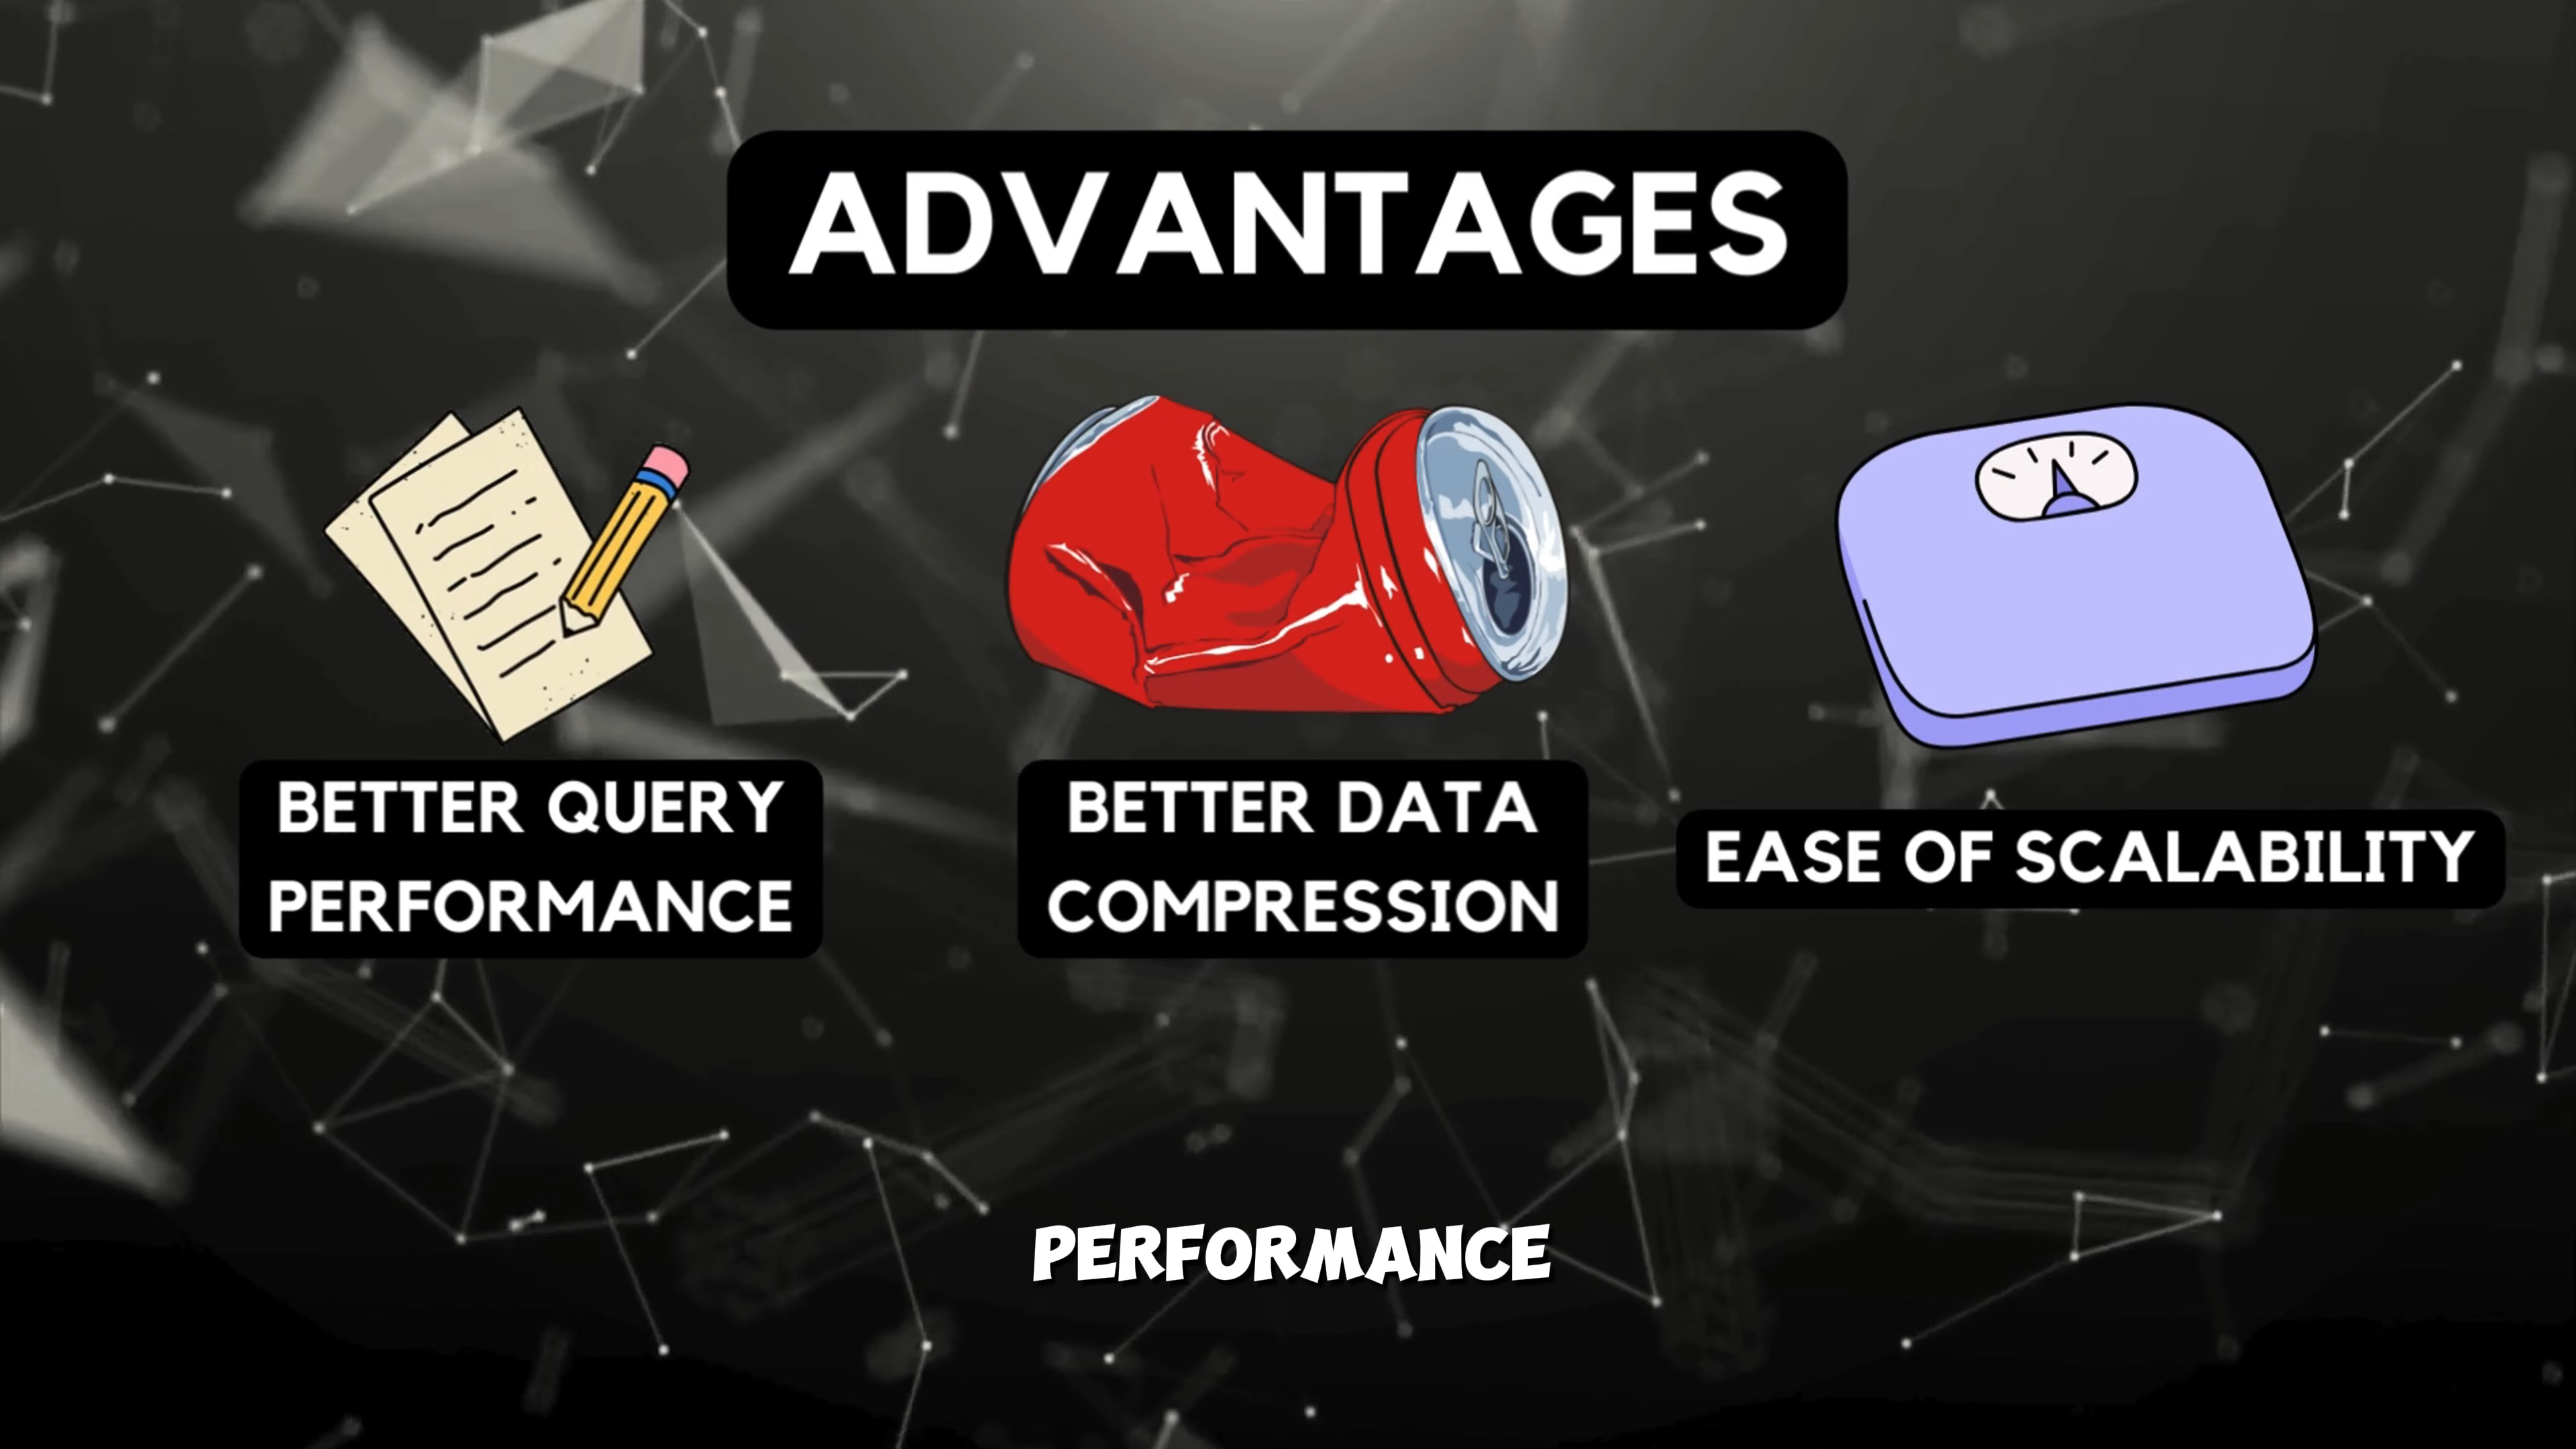 ADVANTAGES
BETTER QUERY
PERFORMANCE
BETTER DATA
COMPRESSION
EASE OF SCALABILITY
PERFORMANCE